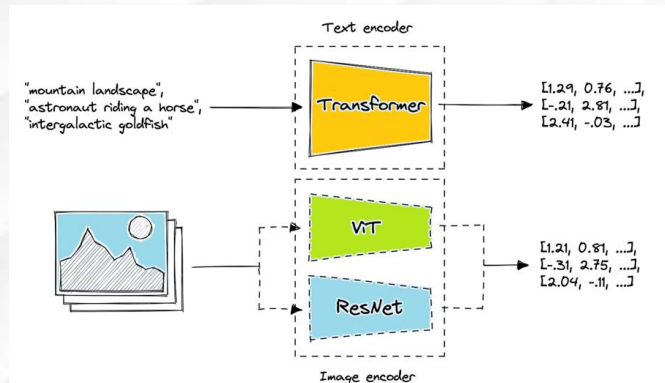 Text encoder
"mountain landscape",
"astronaut riding a horse",
"intergalactic goldfish"
Transformer
[1.29, 0.76, ...],
[-.21, 2.81, ...],
[2.41, -.03, ...]
ViT
ResNet
[1.21, 0.81, ...],
[-.31, 2.75, ...],
[2.04, -.11, ...]
Image encoder